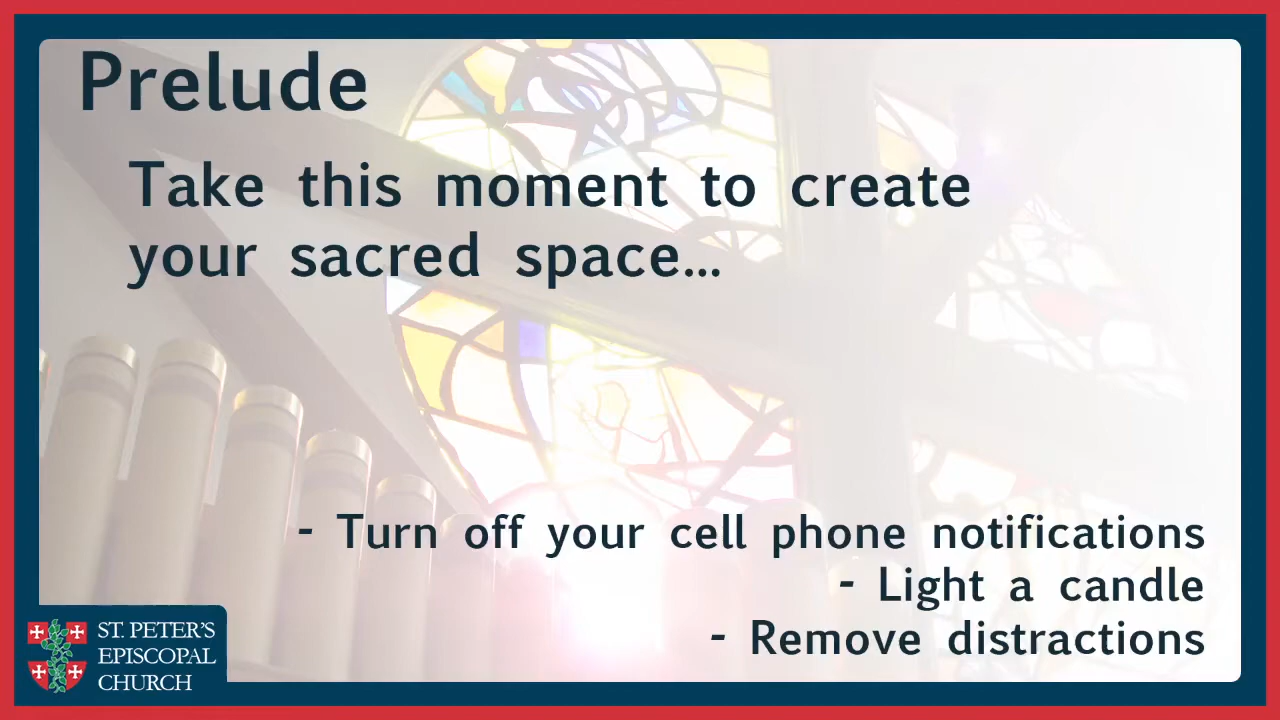 Prelude
Take this moment to create
your sacred space...
- Turn off your cell phone notifications
- Light a candle
- Remove distractions
ST. PETER'S
EPISCOPAL
CHURCH